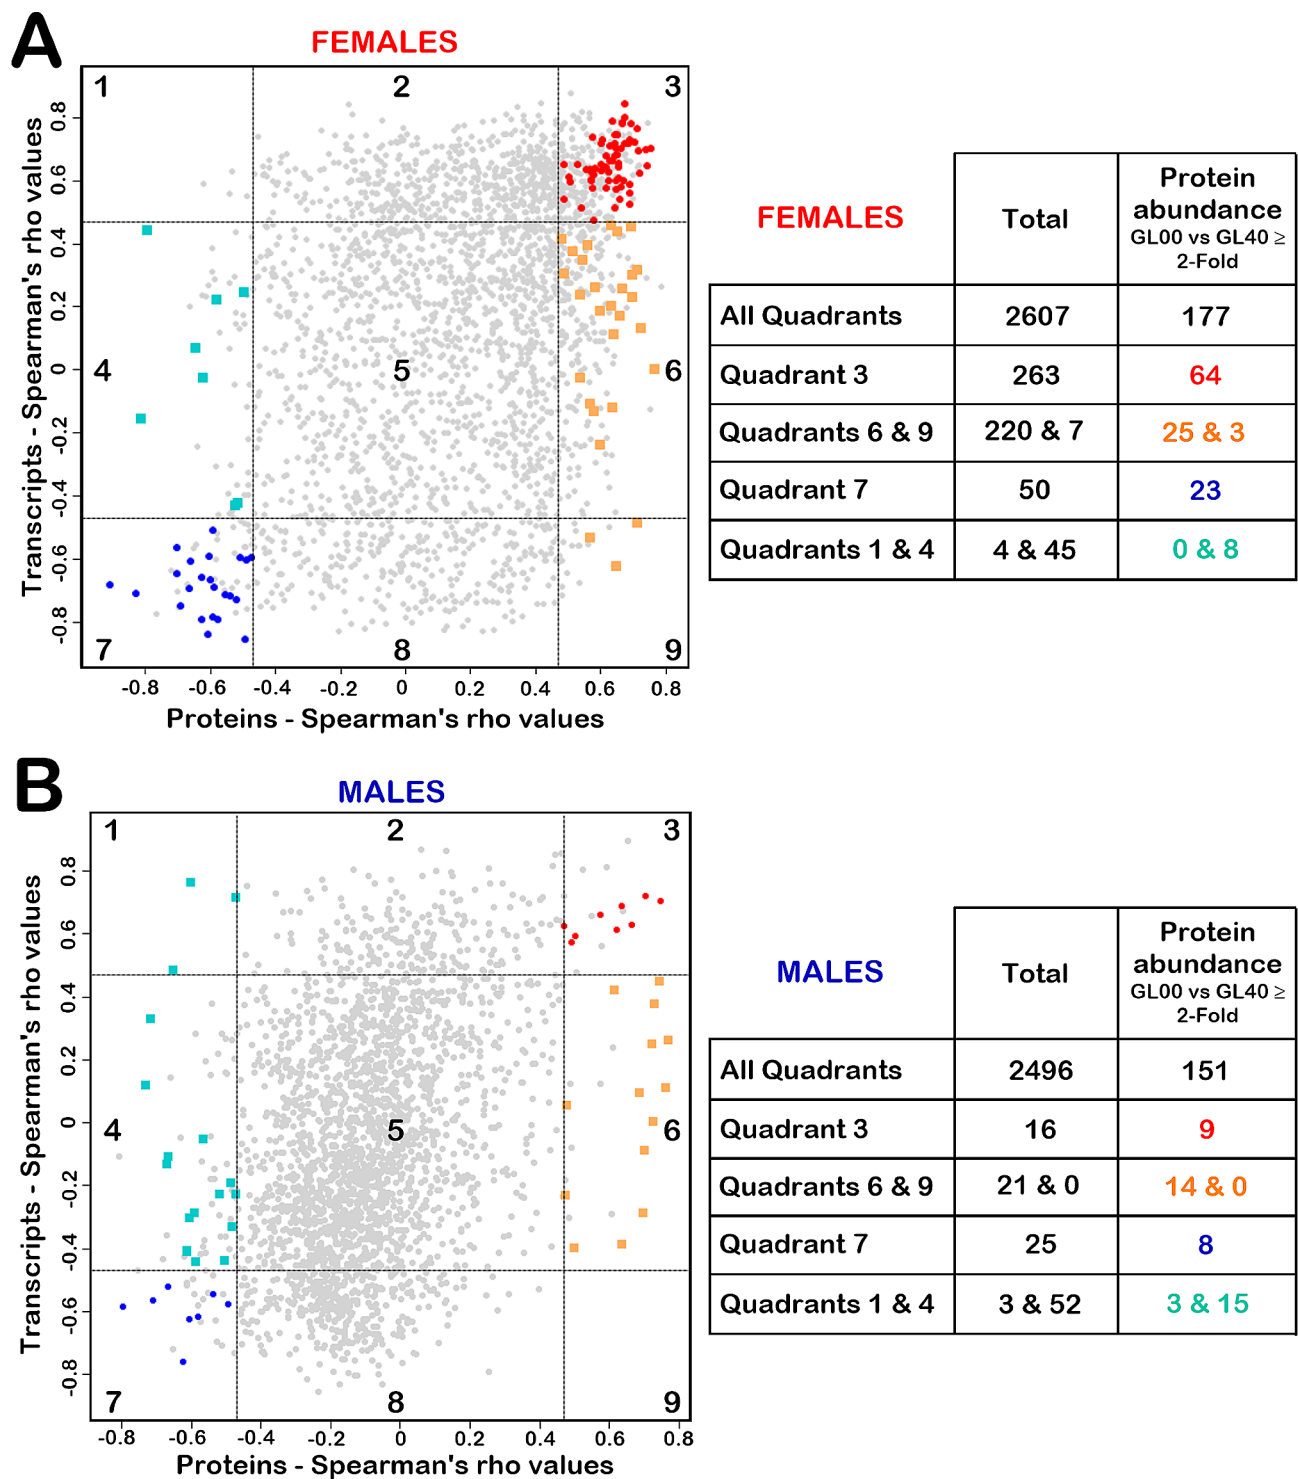 A
FEMALES
1 2 3
4 5 6
7 8 9
0.8
0.6
0.4
0.2
0
-0.2
-0.4
-0.6
-0.8
Transcripts - Spearman's rho values
-0.8 -0.6 -0.4 -0.2 0 0.2 0.4 0.6 0.8
Proteins - Spearman's rho values
FEMALES
Total
Protein
abundance
GL00 vs GL40 ≥
2-Fold
All Quadrants 2607 177
Quadrant 3 263 64
Quadrants 6 & 9 220 & 7 25 & 3
Quadrant 7 50 23
Quadrants 1 & 4 4 & 45 0 & 8
B
MALES
1 2 3
4 5 6
7 8 9
0.8
0.6
0.4
0.2
0
-0.2
-0.4
-0.6
-0.8
Transcripts - Spearman's rho values
-0.8 -0.6 -0.4 -0.2 0 0.2 0.4 0.6 0.8
Proteins - Spearman's rho values
MALES
Total
Protein
abundance
GL00 vs GL40 ≥
2-Fold
All Quadrants 2496 151
Quadrant 3 16 9
Quadrants 6 & 9 21 & 0 14 & 0
Quadrant 7 25 8
Quadrants 1 & 4 3 & 52 3 & 15